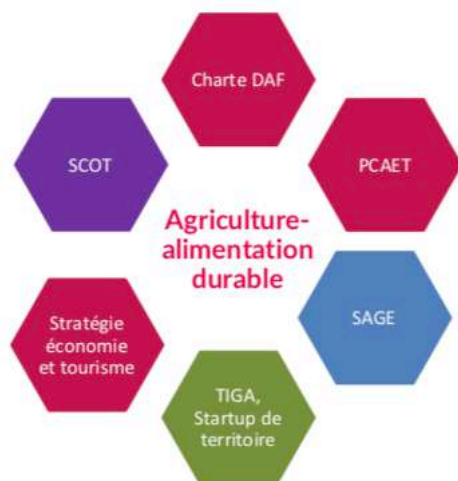 Charte DAF
SCOT
PCAET
Agriculture-
alimentation
durable
SAGE
Stratégie
économie
et tourisme
TIGA,
Startup de
territoire